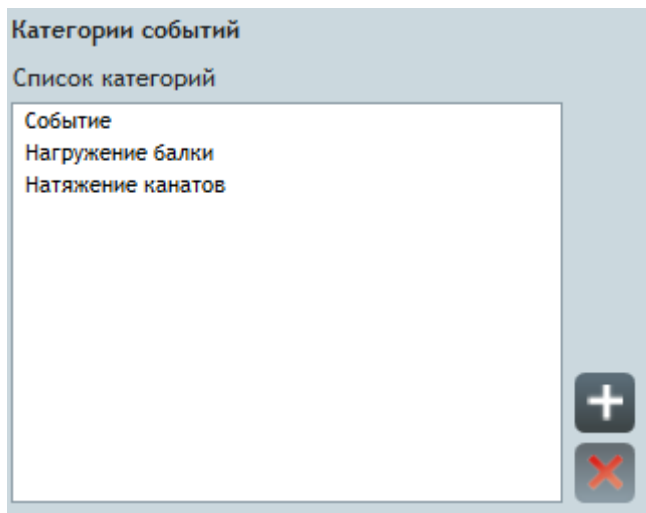 Категории событий
Список категорий
Событие
Нагружение балки
Натяжение канатов